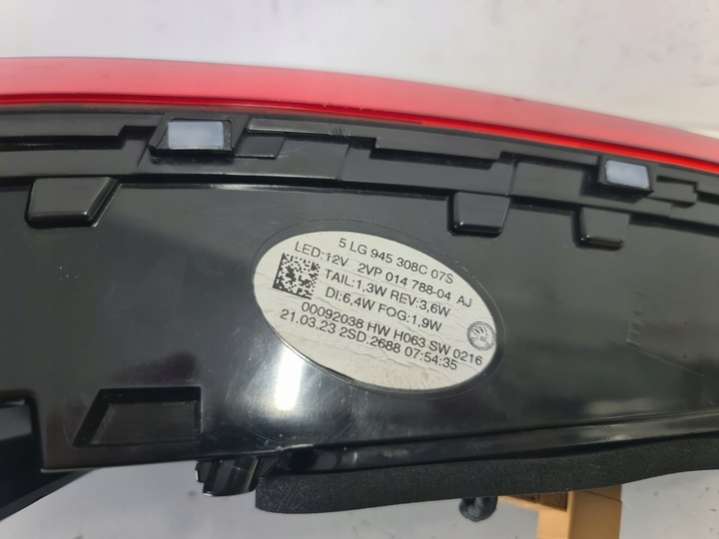 5 LG 945 308C 07S
LED:12V 2VP 014 788-04 AJ
TAIL:1,3W REV:3,6W
DI:6,4W FOG:1,9W
00092038 HW H063 SW 0216
21.03.23 2SD.2688 07:54:35